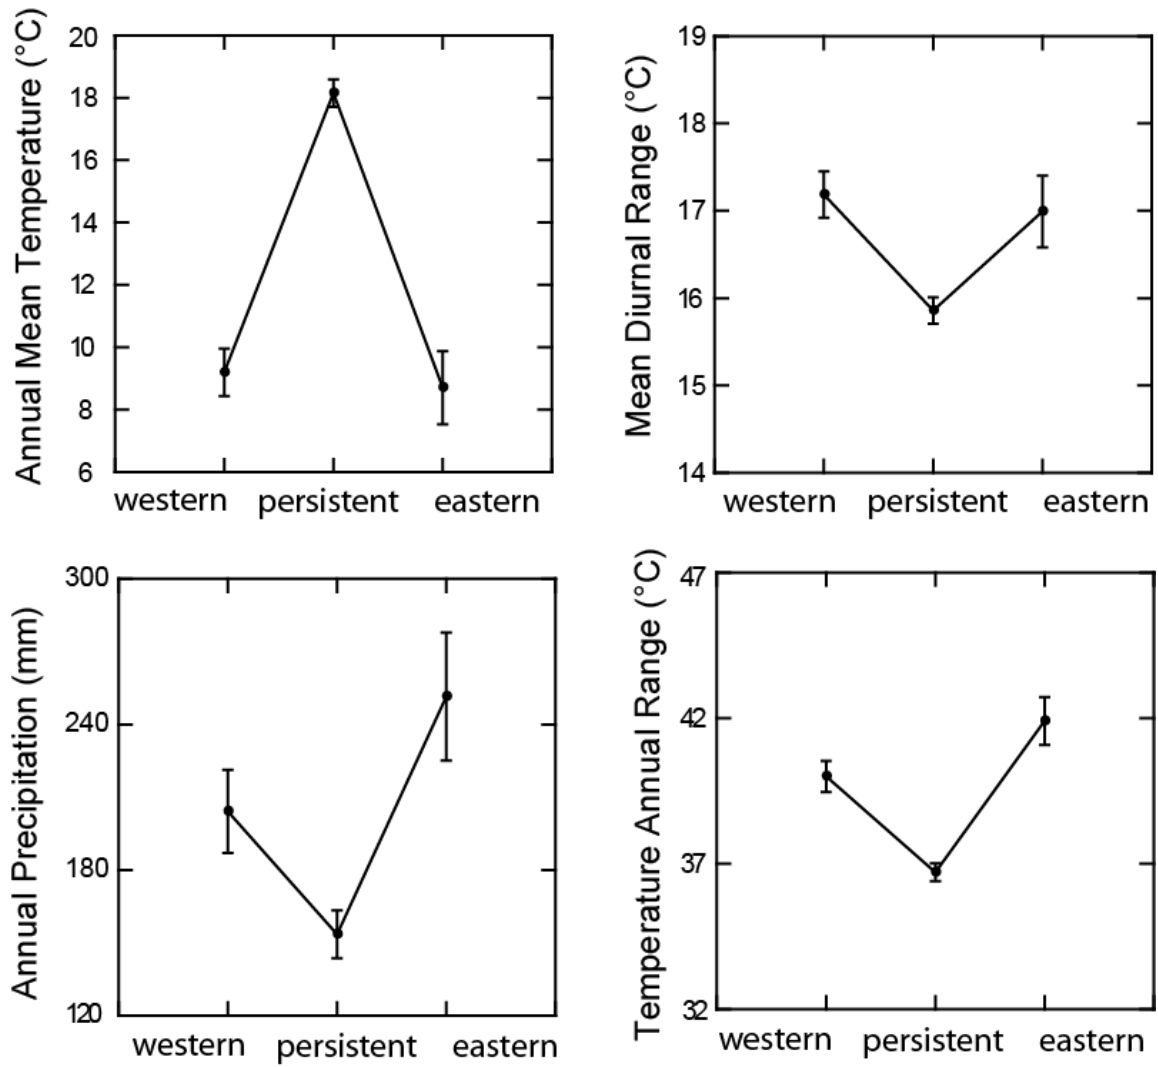 Annual Mean Temperature (°C)
20
18
16
14
12
10
8
6
western persistent eastern
Mean Diurnal Range (°C)
19
18
17
16
15
14
western persistent eastern
Annual Precipitation (mm)
300
240
180
120
western persistent eastern
Temperature Annual Range (°C)
47
42
37
32
western persistent eastern